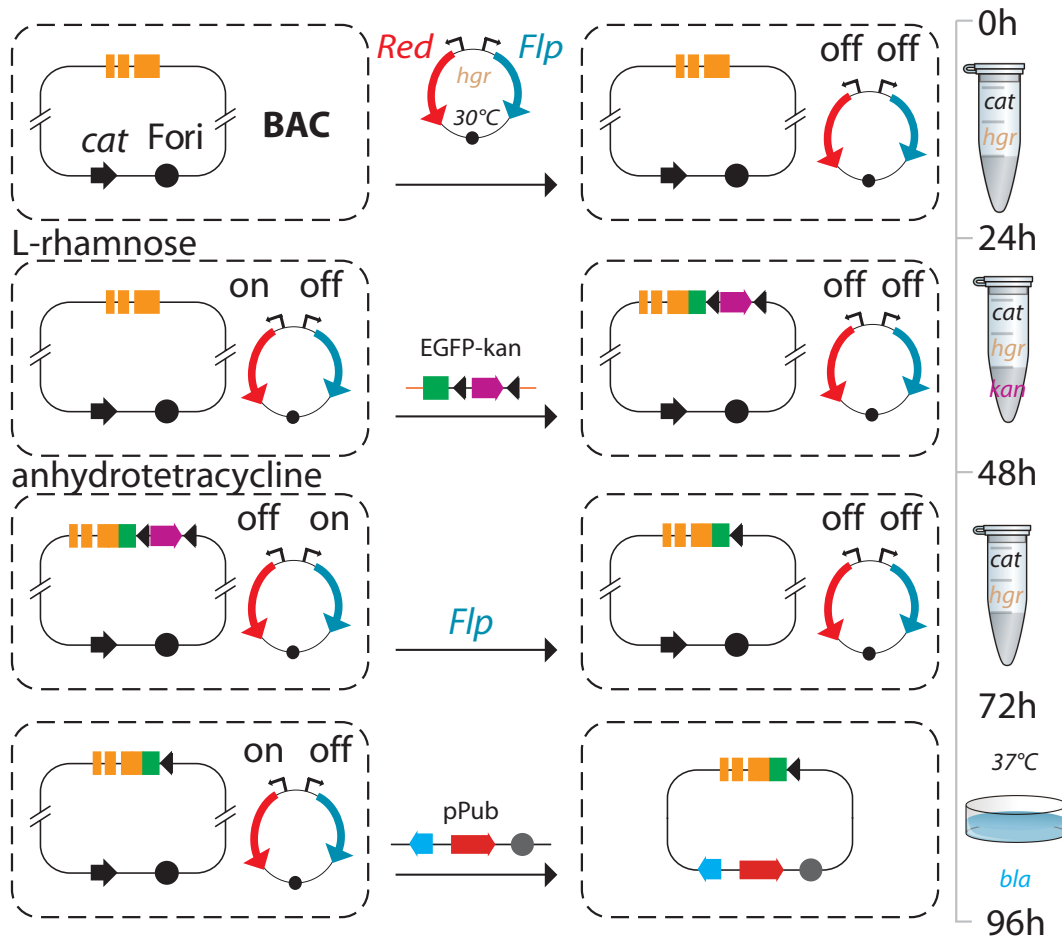 Red
Flp
hgr
30°C
cat
Fori
BAC
off off
0h
cat
hgr
24h
L-rhamnose
on off
EGFP-kan
off off
cat
hgr
kan
48h
anhydrotetracycline
off on
Flp
off off
cat
hgr
72h
on off
pPub
37°C
bla
96h